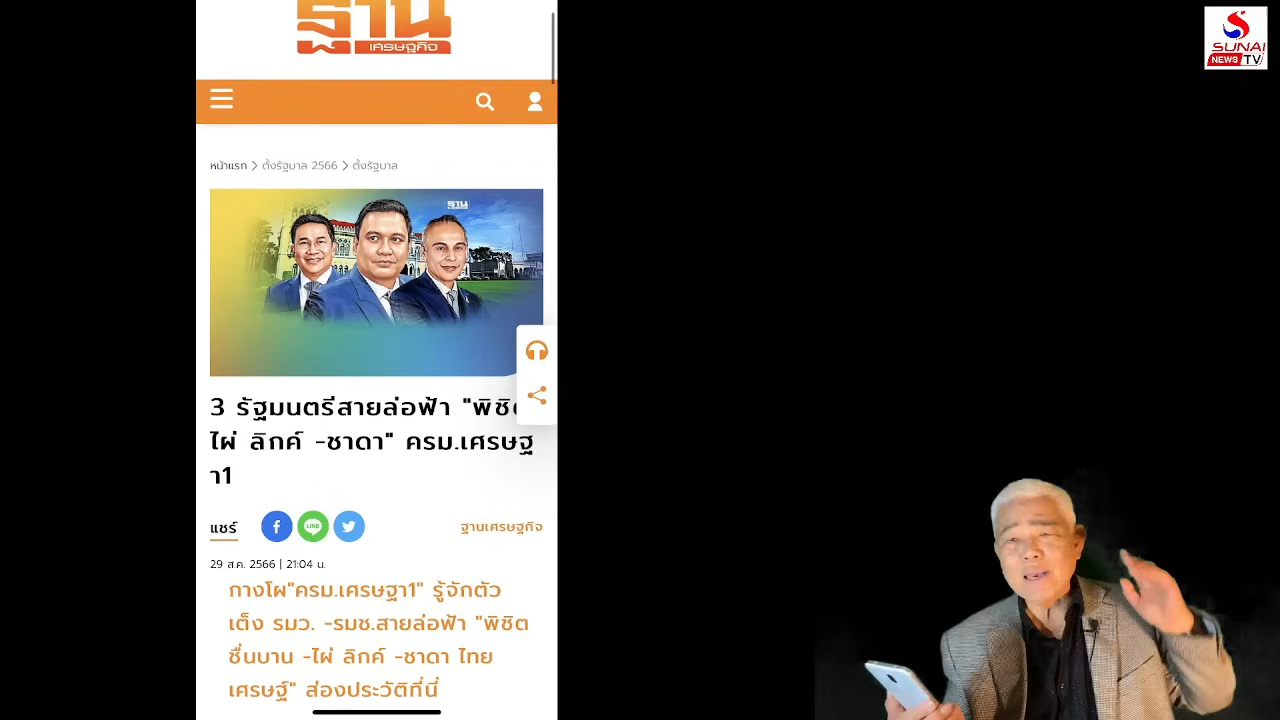 ฐาน
เศรษฐกิจ
SUNAI
NEWS TV
หน้าแรก > ตั้งรัฐบาล 2566 > ตั้งรัฐบาล
ฐาน
3 รัฐมนตรีสายล่อฟ้า "พิชิ
ไผ่ ลิกค์ -ชาดา" ครม.เศรษฐ
า1
แชร์
LINE
ฐานเศรษฐกิจ
29 ส.ค. 2566 | 21:04 น.
กางโผ"ครม.เศรษฐา1" รู้จักตัว
เต็ง รมว. -รมช.สายล่อฟ้า "พิชิต
ชื่นบาน -ไผ่ ลิกค์ -ชาดา ไทย
เศรษฐ์" ส่องประวัติที่นี่